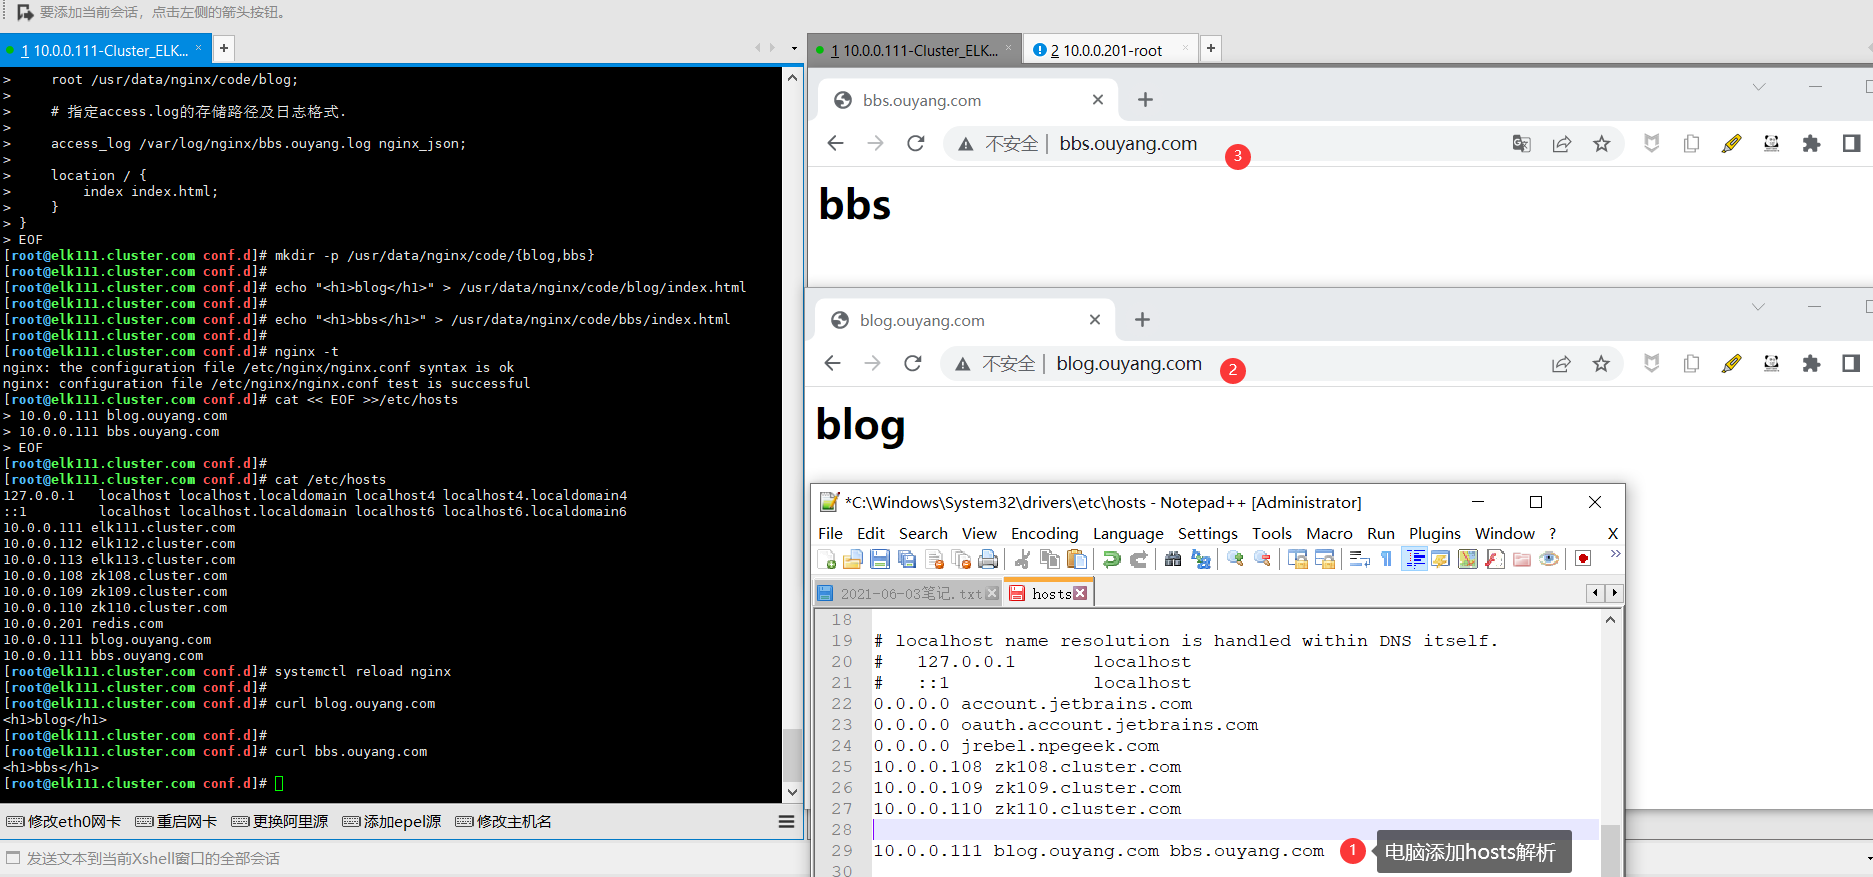 要添加当前会话，点击左侧的箭头按钮。
1 10.0.0.111-Cluster_ELK... × +
> root /usr/data/nginx/code/blog;
>
> # 指定access.log的存储路径及日志格式.
>
> access_log /var/log/nginx/bbs.ouyang.log nginx_json;
>
> location / {
> index index.html;
> }
> }
> EOF
[root@elk111.cluster.com conf.d]# mkdir -p /usr/data/nginx/code/{blog,bbs}
[root@elk111.cluster.com conf.d]#
[root@elk111.cluster.com conf.d]# echo "<h1>blog</h1>" > /usr/data/nginx/code/blog/index.html
[root@elk111.cluster.com conf.d]#
[root@elk111.cluster.com conf.d]# echo "<h1>bbs</h1>" > /usr/data/nginx/code/bbs/index.html
[root@elk111.cluster.com conf.d]#
[root@elk111.cluster.com conf.d]# nginx -t
nginx: the configuration file /etc/nginx/nginx.conf syntax is ok
nginx: configuration file /etc/nginx/nginx.conf test is successful
[root@elk111.cluster.com conf.d]# cat << EOF >>/etc/hosts
> 10.0.0.111 blog.ouyang.com
> 10.0.0.111 bbs.ouyang.com
> EOF
[root@elk111.cluster.com conf.d]#
[root@elk111.cluster.com conf.d]# cat /etc/hosts
127.0.0.1 localhost localhost.localdomain localhost4 localhost4.localdomain4
::1 localhost localhost.localdomain localhost6 localhost6.localdomain6
10.0.0.111 elk111.cluster.com
10.0.0.112 elk112.cluster.com
10.0.0.113 elk113.cluster.com
10.0.0.108 zk108.cluster.com
10.0.0.109 zk109.cluster.com
10.0.0.110 zk110.cluster.com
10.0.0.201 redis.com
10.0.0.111 blog.ouyang.com
10.0.0.111 bbs.ouyang.com
[root@elk111.cluster.com conf.d]# systemctl reload nginx
[root@elk111.cluster.com conf.d]#
[root@elk111.cluster.com conf.d]# curl blog.ouyang.com
<h1>blog</h1>
[root@elk111.cluster.com conf.d]#
[root@elk111.cluster.com conf.d]# curl bbs.ouyang.com
<h1>bbs</h1>
[root@elk111.cluster.com conf.d]#
修改eth0网卡 重启网卡 更换阿里源 添加epel源 修改主机名
发送文本到当前Xshell窗口的全部会话
1 10.0.0.111-Cluster_ELK... × 2 10.0.0.201-root × +
bbs.ouyang.com
不安全 | bbs.ouyang.com 3
bbs
blog.ouyang.com
不安全 | blog.ouyang.com 2
blog
*C:\Windows\System32\drivers\etc\hosts - Notepad++ [Administrator]
File Edit Search View Encoding Language Settings Tools Macro Run Plugins Window ? X
2021-06-03笔记.txt hosts
18
19 # localhost name resolution is handled within DNS itself.
20 # 127.0.0.1 localhost
21 # ::1 localhost
22 0.0.0.0 account.jetbrains.com
23 0.0.0.0 oauth.account.jetbrains.com
24 0.0.0.0 jrebel.npegeek.com
25 10.0.0.108 zk108.cluster.com
26 10.0.0.109 zk109.cluster.com
27 10.0.0.110 zk110.cluster.com
28
29 10.0.0.111 blog.ouyang.com bbs.ouyang.com 1 电脑添加hosts解析
30